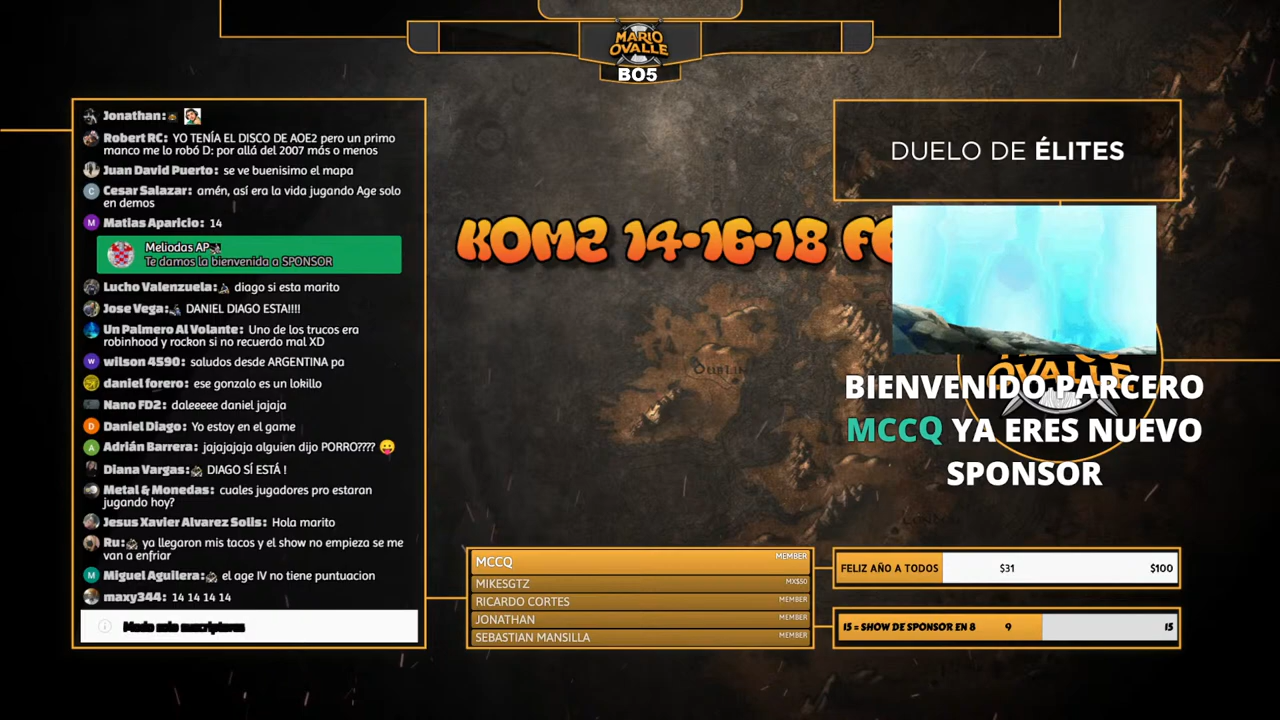 MARIO
OVALLE
BO5
Jonathan:
Robert RC: YO TENÍA EL DISCO DE AOE2 pero un primo
manco me lo robó D: por allá del 2007 más o menos
Juan David Puerto: se ve buenisimo el mapa
Cesar Salazar: amén, así era la vida jugando Age solo
en demos
Matias Aparicio: 14
Meliodas AP
Te damos la bienvenida a SPONSOR
Lucho Valenzuela: diago si esta marito
Jose Vega: DANIEL DIAGO ESTA!!!!
Un Palmero Al Volante: Uno de los trucos era
robinhood y rockon si no recuerdo mal XD
wilson 4590: saludos desde ARGENTINA pa
daniel forero: ese gonzalo es un lokillo
Nano FD2: daleeeee daniel jajaja
Daniel Diago: Yo estoy en el game
Adrián Barrera: jajajajaja alguien dijo PORRO???? 😛
Diana Vargas: DIAGO SÍ ESTÁ !
Metal & Monedas: cuales jugadores pro estaran
jugando hoy?
Jesus Xavier Alvarez Solis: Hola marito
Ru: ya llegaron mis tacos y el show no empieza se me
van a enfriar
Miguel Aguilera: el age IV no tiene puntuacion
maxy344: 14 14 14 14
Modo solo suscriptores
KOM2 14•16•18 FE
DUELO DE ÉLITES
OVALLE
BIENVENIDO PARCERO
MCCQ YA ERES NUEVO
SPONSOR
MCCQ MEMBER
MIKESGTZ MX$50
RICARDO CORTES MEMBER
JONATHAN MEMBER
SEBASTIAN MANSILLA MEMBER
FELIZ AÑO A TODOS $31 $100
15 = SHOW DE SPONSOR EN 8 9 15